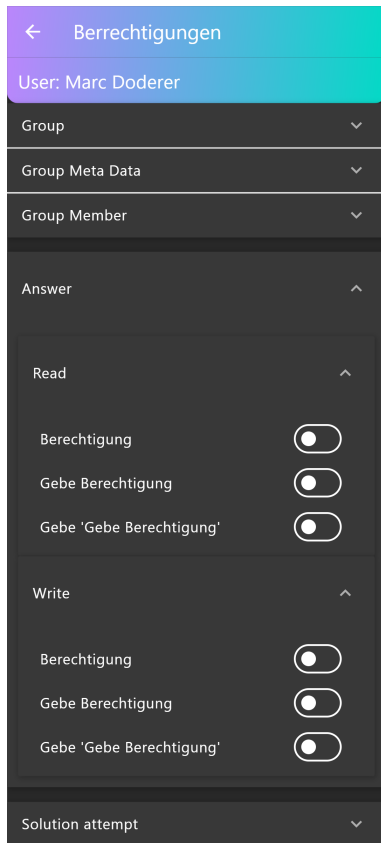 Berrechtigungen
User: Marc Doderer
Group
Group Meta Data
Group Member
Answer
Read
Berechtigung
Gebe Berechtigung
Gebe 'Gebe Berechtigung'
Write
Berechtigung
Gebe Berechtigung
Gebe 'Gebe Berechtigung'
Solution attempt